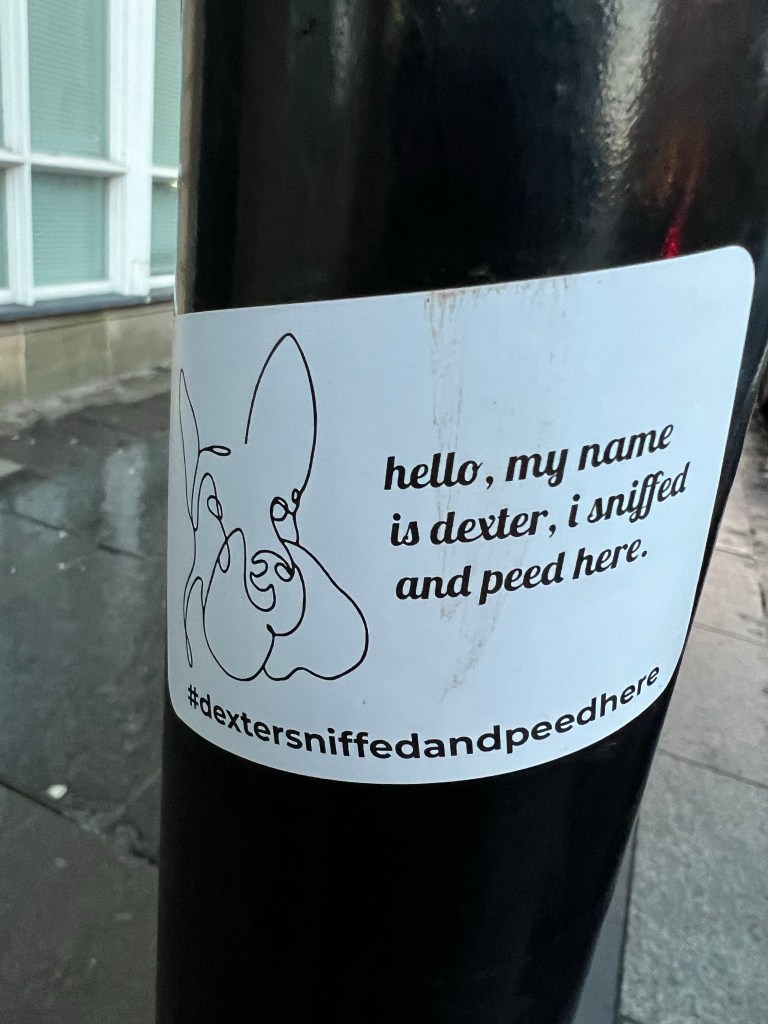 hello, my name
is dexter, i sniffed
and peed here.
#dextersniffedandpeedhere